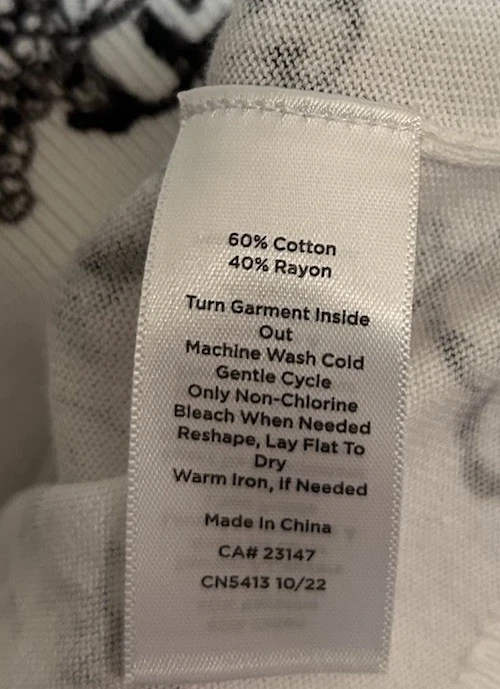 60% Cotton
40% Rayon
Turn Garment Inside
Out
Machine Wash Cold
Gentle Cycle
Only Non-Chlorine
Bleach When Needed
Reshape, Lay Flat To
Dry
Warm Iron, If Needed
Made In China
CA# 23147
CN5413 10/22